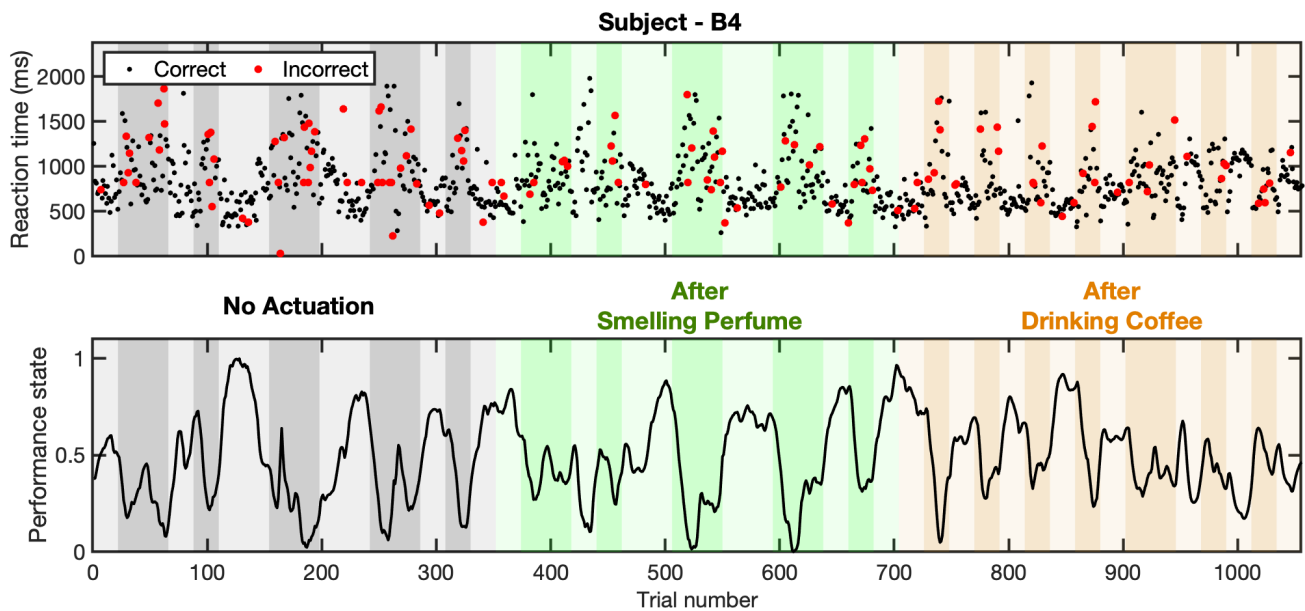 Subject - B4
Reaction time (ms)
2000
1500
1000
500
0
Correct
Incorrect
No Actuation
After
Smelling Perfume
After
Drinking Coffee
Performance state
1
0.5
0
0 100 200 300 400 500 600 700 800 900 1000
Trial number